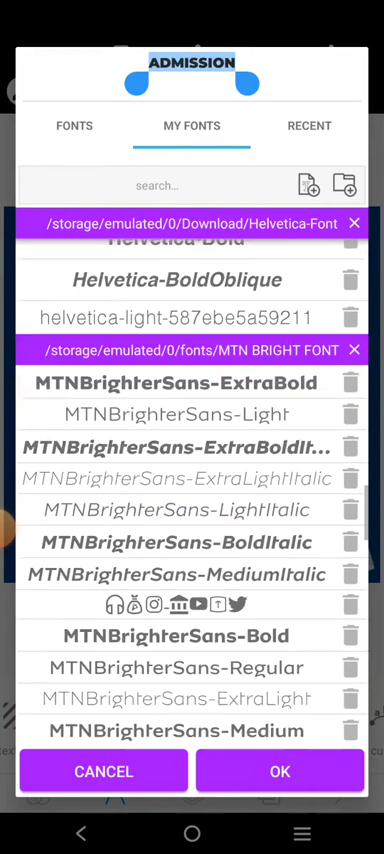 ADMISSION
FONTS
MY FONTS
RECENT
search...
/storage/emulated/0/Download/Helvetica-Font
Helvetica-Bold
Helvetica-BoldOblique
helvetica-light-587ebe5a59211
/storage/emulated/0/fonts/MTN BRIGHT FONT
MTNBrighterSans-ExtraBold
MTNBrighterSans-Light
MTNBrighterSans-ExtraBoldIt...
MTNBrighterSans-ExtraLightItalic
MTNBrighterSans-LightItalic
MTNBrighterSans-BoldItalic
MTNBrighterSans-MediumItalic
MTNBrighterSans-Bold
MTNBrighterSans-Regular
MTNBrighterSans-ExtraLight
MTNBrighterSans-Medium
CANCEL
OK